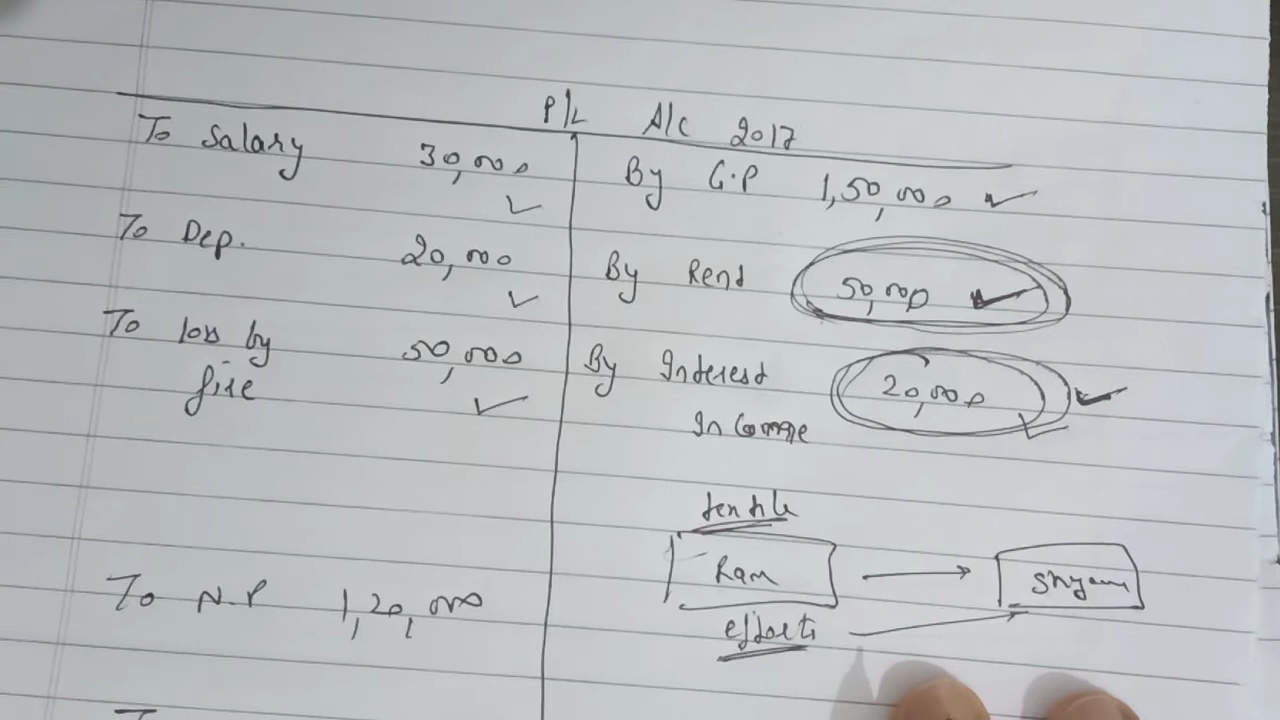 P/L A/c 2017
To Salary 30,000
By G.P 1,50,000
To Dep. 20,000
By Rent 50,000
To loss by fire 50,000
By Interest Income 20,000
textile
Ram
Shyam
efforts
To N.P 1,20,000